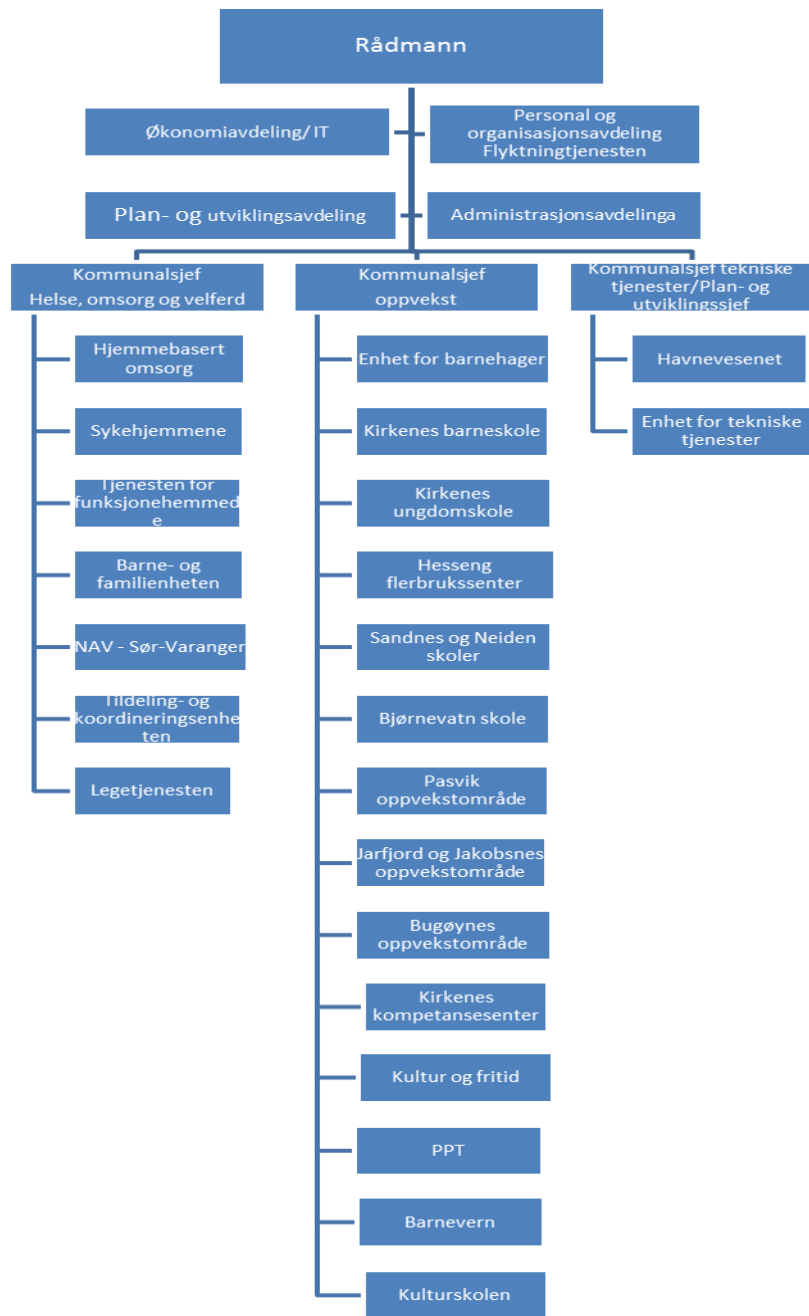 Rådmann
Økonomiavdeling/ IT
Personal og
organisasjonsavdeling
Flyktningtjenesten
Plan- og utviklingsavdeling
Administrasjonsavdelinga
Kommunalsjef
Helse, omsorg og velferd
Hjemmebasert
omsorg
Sykehjemmene
Tjenesten for
funksjonehemmed
e
Barne- og
familienheten
NAV - Sør-Varanger
Tildeling- og
koordineringsenhe
ten
Legetjenesten
Kommunalsjef
oppvekst
Enhet for barnehager
Kirkenes barneskole
Kirkenes
ungdomskole
Hesseng
flerbrukssenter
Sandnes og Neiden
skoler
Bjørnevatn skole
Pasvik
oppvekstområde
Jarfjord og Jakobsnes
oppvekstområde
Bugøynes
oppvekstområde
Kirkenes
kompetansesenter
Kultur og fritid
PPT
Barnevern
Kulturskolen
Kommunalsjef tekniske
tjenester/Plan- og
utviklingssjef
Havnevesenet
Enhet for tekniske
tjenester